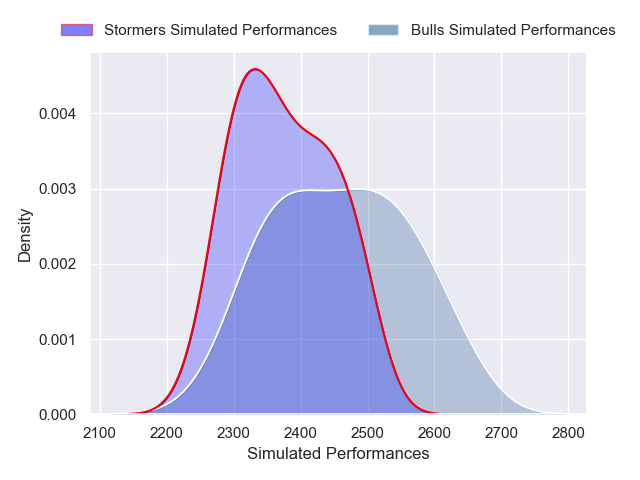 Stormers Simulated Performances Bulls Simulated Performances
0.004
0.003
0.002
0.001
0.000
Density
2100 2200 2300 2400 2500 2600 2700 2800
Simulated Performances